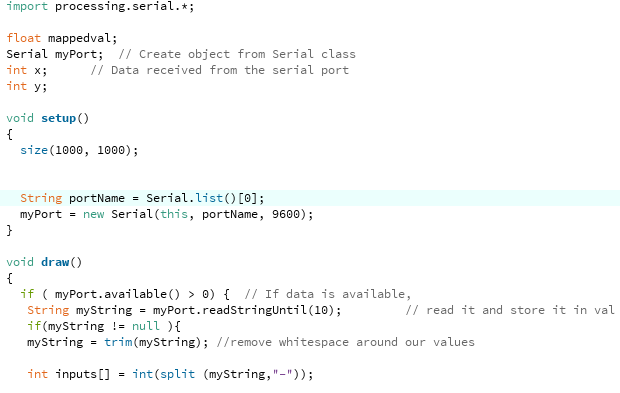 import processing.serial.*;
float mappedval;
Serial myPort;  // Create object from Serial class
int x;      // Data received from the serial port
int y;
void setup()
{
  size(1000, 1000);
  String portName = Serial.list()[0];
  myPort = new Serial(this, portName, 9600);
}
void draw()
{
  if ( myPort.available() > 0) {  // If data is available,
   String myString = myPort.readStringUntil(10);         // read it and store it in val
   if(myString != null ){
   myString = trim(myString); //remove whitespace around our values
   int inputs[] = int(split (myString,"-"));